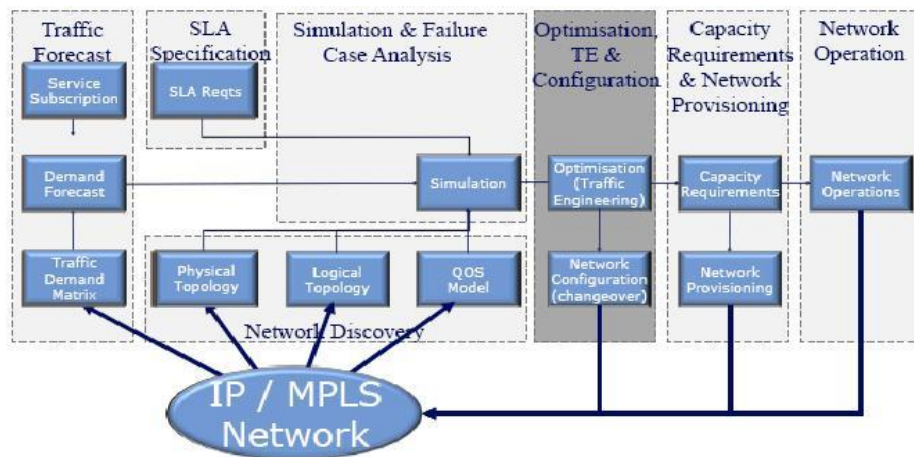 Traffic
Forecast
SLA
Specification
Simulation & Failure
Case Analysis
Optimisation,
TE &
Configuration
Capacity
Requirements
& Network
Provisioning
Network
Operation
Service
Subscription
SLA Reqts
Demand
Forecast
Simulation
Optimisation
(Traffic
Engineering)
Capacity
Requirements
Network
Operations
Traffic
Demand
Matrix
Physical
Topology
Logical
Topology
QOS
Model
Network
Configuration
(changeover)
Network
Provisioning
Network Discovery
IP / MPLS
Network